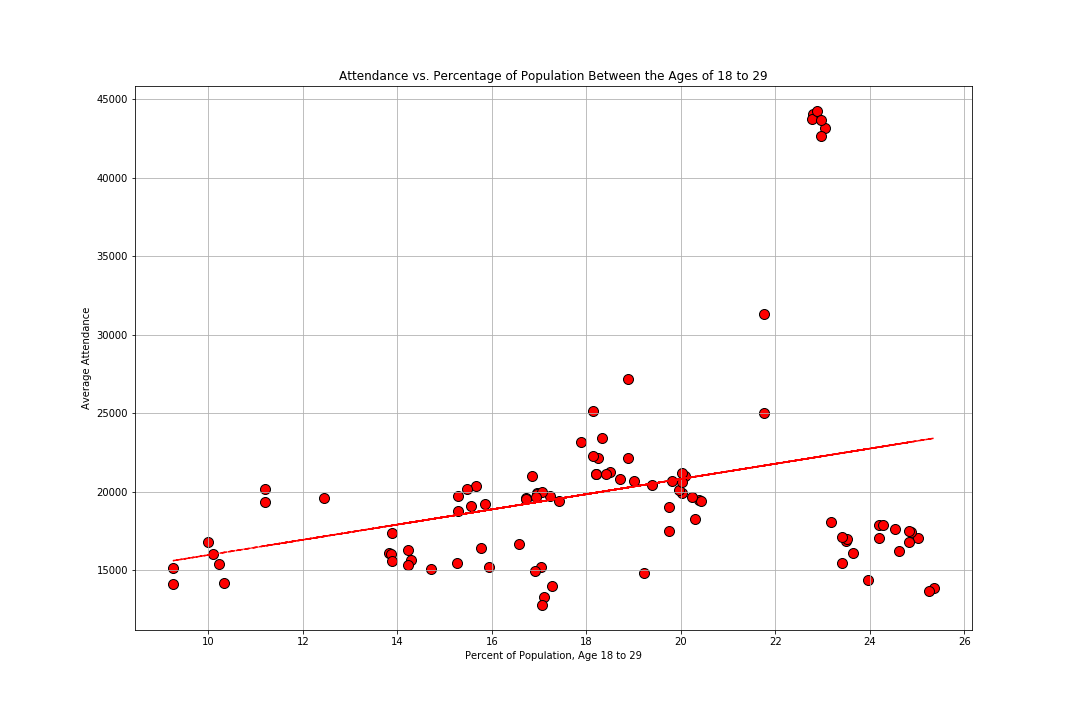 Attendance vs. Percentage of Population Between the Ages of 18 to 29
45000
40000
35000
30000
25000
20000
15000
Average Attendance
10 12 14 16 18 20 22 24 26
Percent of Population, Age 18 to 29